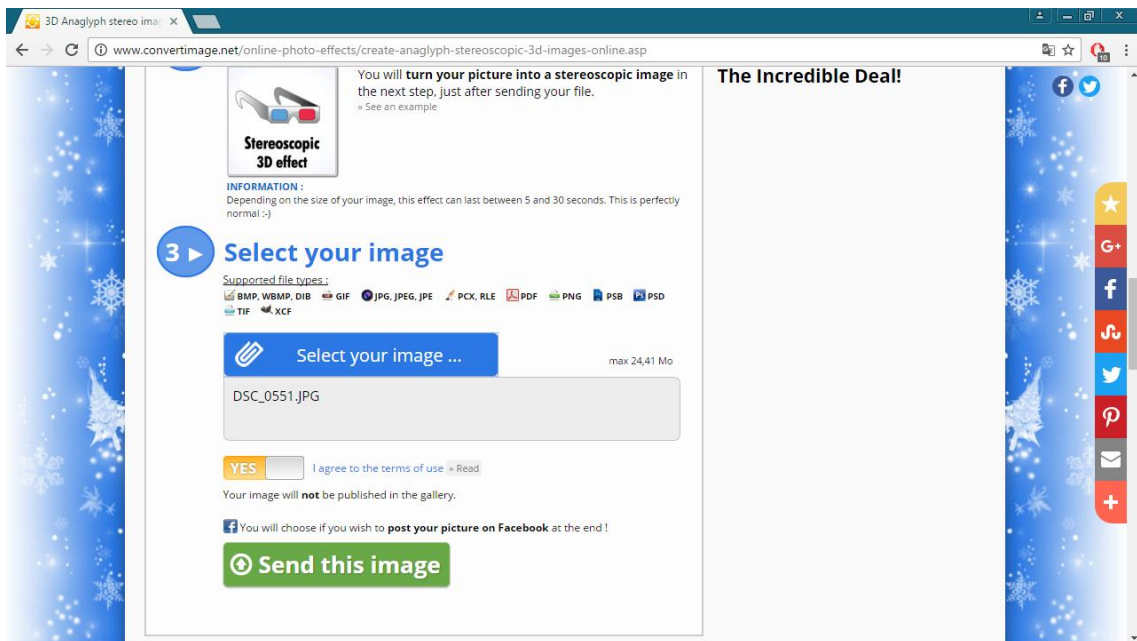 3D Anaglyph stereo ima
www.convertimage.net/online-photo-effects/create-anaglyph-stereoscopic-3d-images-online.asp
10
You will turn your picture into a stereoscopic image in
the next step, just after sending your file.
» See an example
Stereoscopic
3D effect
The Incredible Deal!
INFORMATION :
Depending on the size of your image, this effect can last between 5 and 30 seconds. This is perfectly
normal :-)
3 Select your image
Supported file types :
BMP, WBMP, DIB GIF JPG, JPEG, JPE PCX, RLE PDF PNG PSB PSD
TIF XCF
Select your image ...
max 24,41 Mo
DSC_0551.JPG
YES I agree to the terms of use » Read
Your image will not be published in the gallery.
You will choose if you wish to post your picture on Facebook at the end !
Send this image
G+